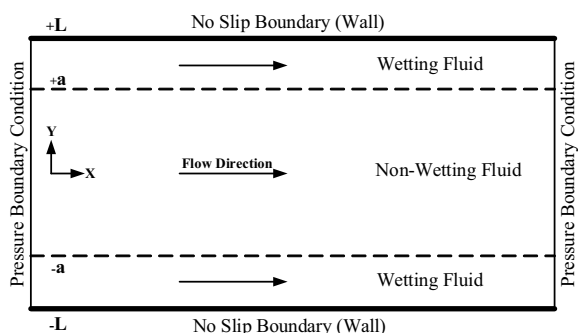 +L
No Slip Boundary (Wall)
Wetting Fluid
+a
Pressure Boundary Condition
Y
X
Flow Direction
Non-Wetting Fluid
Pressure Boundary Condition
-a
Wetting Fluid
-L
No Slip Boundary (Wall)